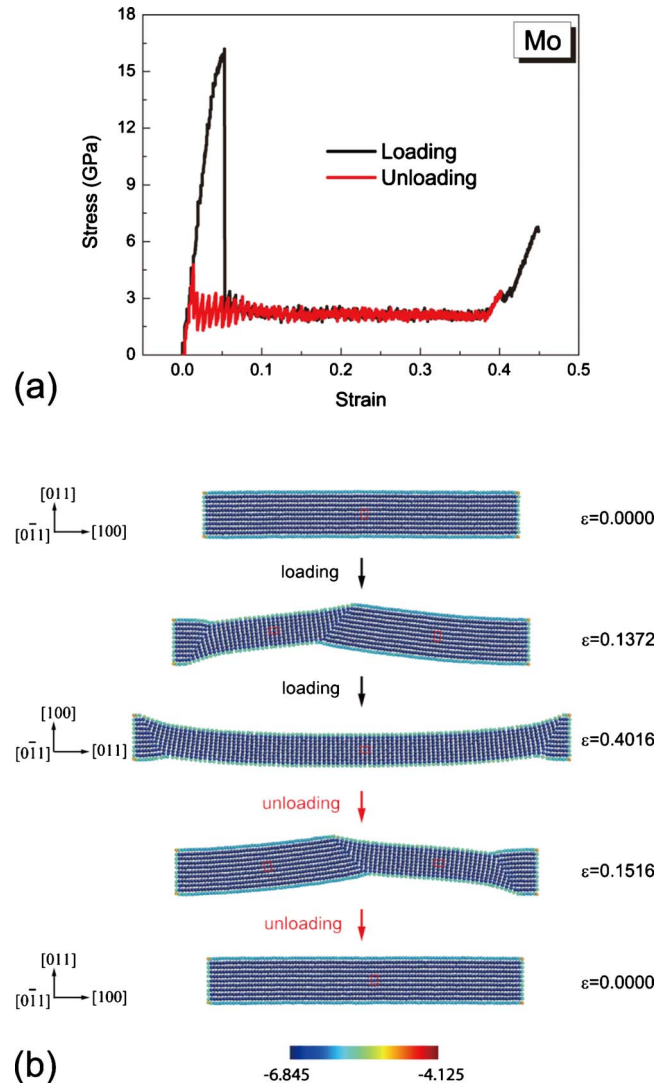 18
Mo
15
12
Loading
Unloading
9
Stress (GPa)
6
3
0
0.0 0.1 0.2 0.3 0.4 0.5
Strain
(a)
[011]
[01̅1] [100]
ε=0.0000
loading
ε=0.1372
loading
[100]
[01̅1] [011]
ε=0.4016
unloading
ε=0.1516
unloading
[011]
[01̅1] [100]
ε=0.0000
(b)
-6.845 -4.125